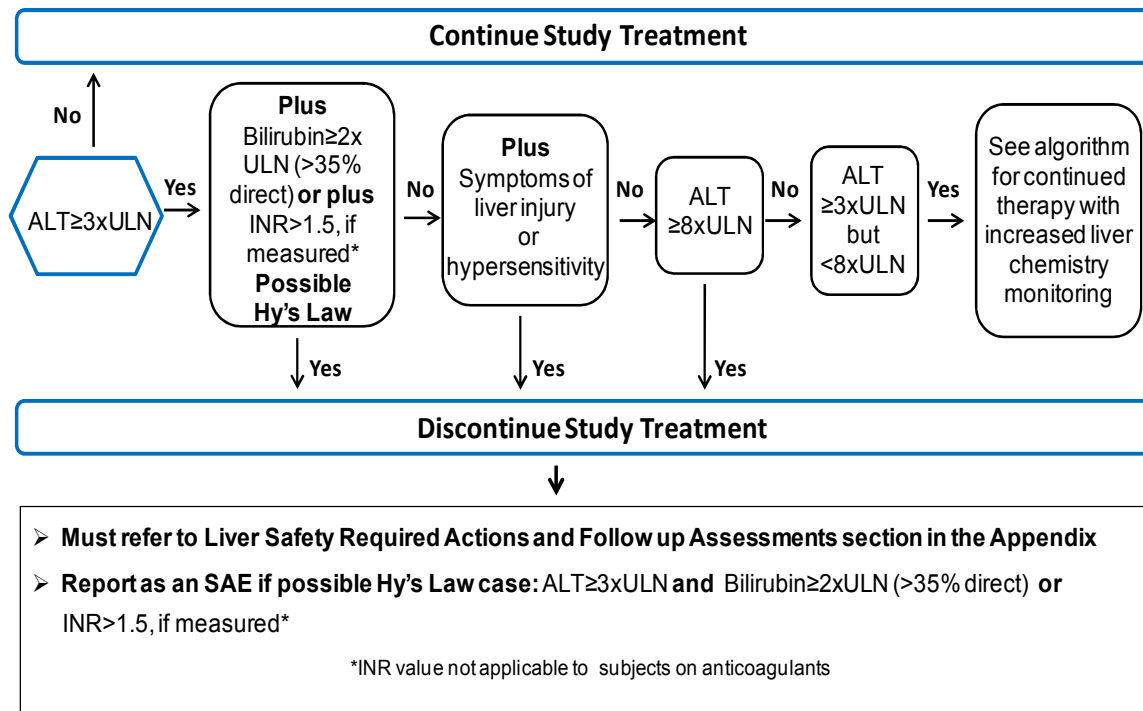 Continue Study Treatment
No
ALT≥3xULN
Yes
Plus
Bilirubin≥2x
ULN (>35%
direct) or plus
INR>1.5, if
measured*
Possible
Hy's Law
No
Yes
Plus
Symptoms of
liver injury
or
hypersensitivity
No
Yes
ALT
≥8xULN
No
Yes
ALT
≥3xULN
but
<8xULN
Yes
See algorithm
for continued
therapy with
increased liver
chemistry
monitoring
Discontinue Study Treatment
➢ Must refer to Liver Safety Required Actions and Follow up Assessments section in the Appendix
➢ Report as an SAE if possible Hy's Law case: ALT≥3xULN and Bilirubin≥2xULN (>35% direct) or
INR>1.5, if measured*
*INR value not applicable to subjects on anticoagulants